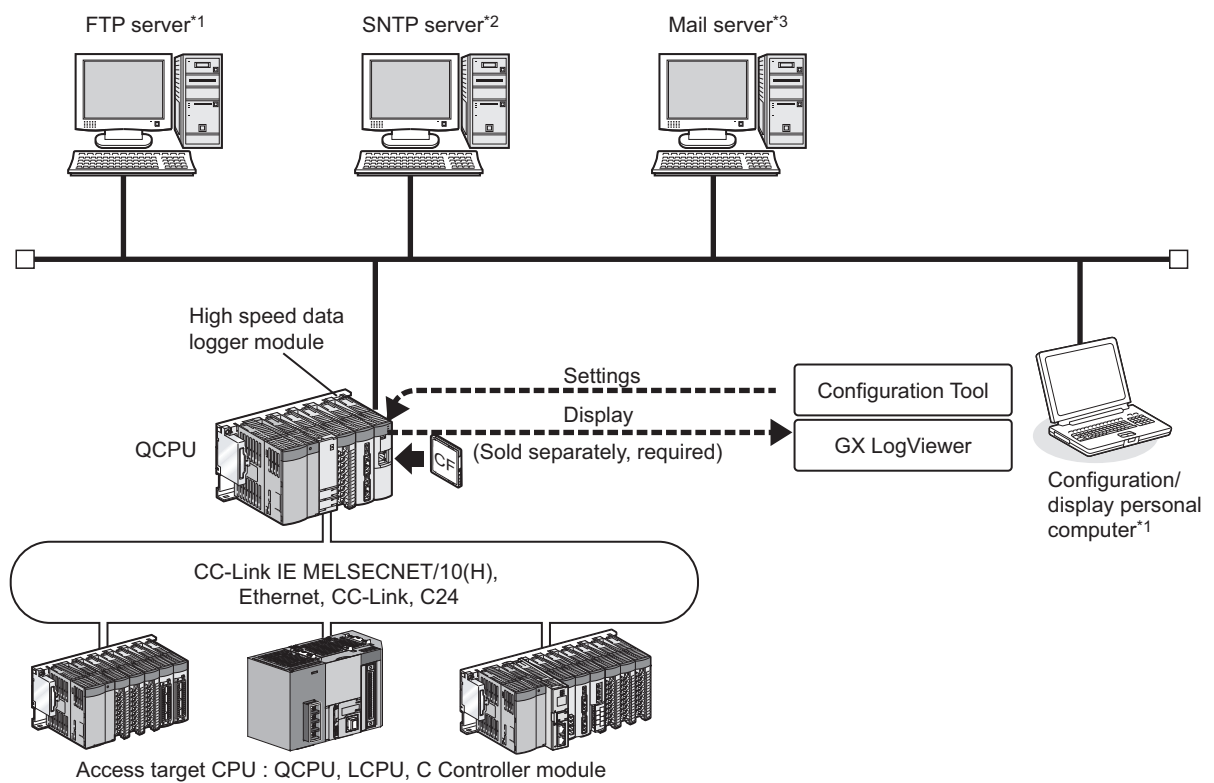 FTP server*1
SNTP server*2
Mail server*3
High speed data
logger module
Settings
Configuration Tool
Display
QCPU
CF
(Sold separately, required)
GX LogViewer
Configuration/
display personal
computer*1
CC-Link IE MELSECNET/10(H),
Ethernet, CC-Link, C24
Access target CPU : QCPU, LCPU, C Controller module